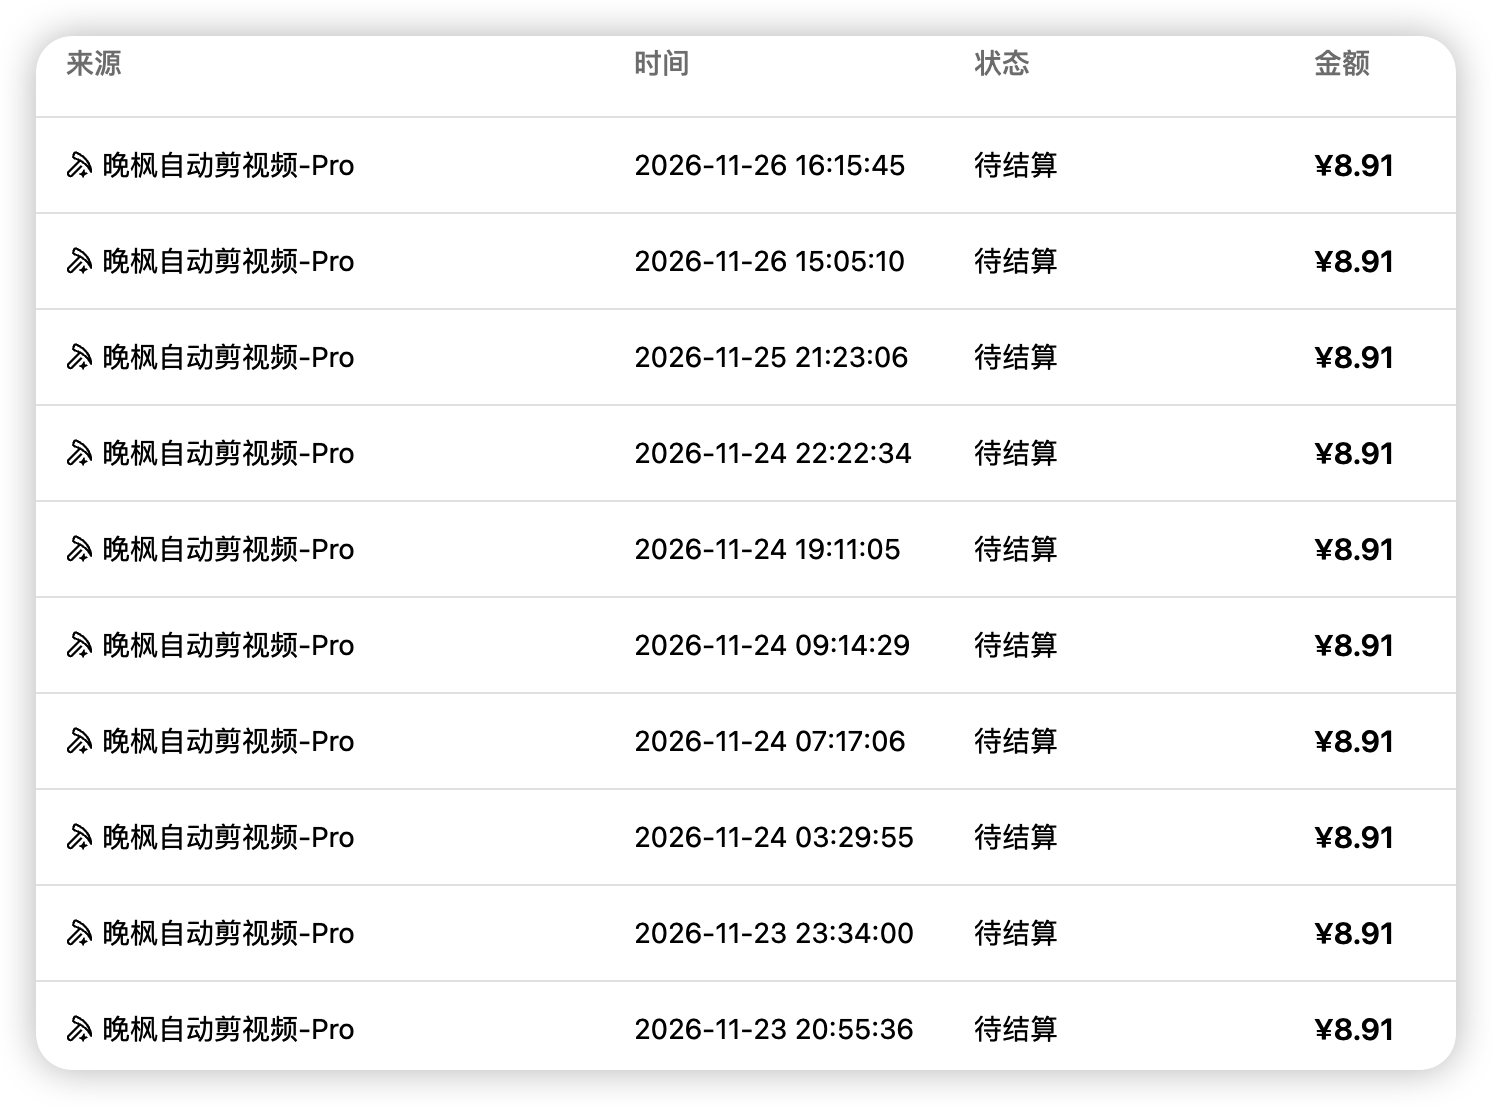 来源 时间 状态 金额
晚枫自动剪视频-Pro 2026-11-26 16:15:45 待结算 ¥8.91
晚枫自动剪视频-Pro 2026-11-26 15:05:10 待结算 ¥8.91
晚枫自动剪视频-Pro 2026-11-25 21:23:06 待结算 ¥8.91
晚枫自动剪视频-Pro 2026-11-24 22:22:34 待结算 ¥8.91
晚枫自动剪视频-Pro 2026-11-24 19:11:05 待结算 ¥8.91
晚枫自动剪视频-Pro 2026-11-24 09:14:29 待结算 ¥8.91
晚枫自动剪视频-Pro 2026-11-24 07:17:06 待结算 ¥8.91
晚枫自动剪视频-Pro 2026-11-24 03:29:55 待结算 ¥8.91
晚枫自动剪视频-Pro 2026-11-23 23:34:00 待结算 ¥8.91
晚枫自动剪视频-Pro 2026-11-23 20:55:36 待结算 ¥8.91